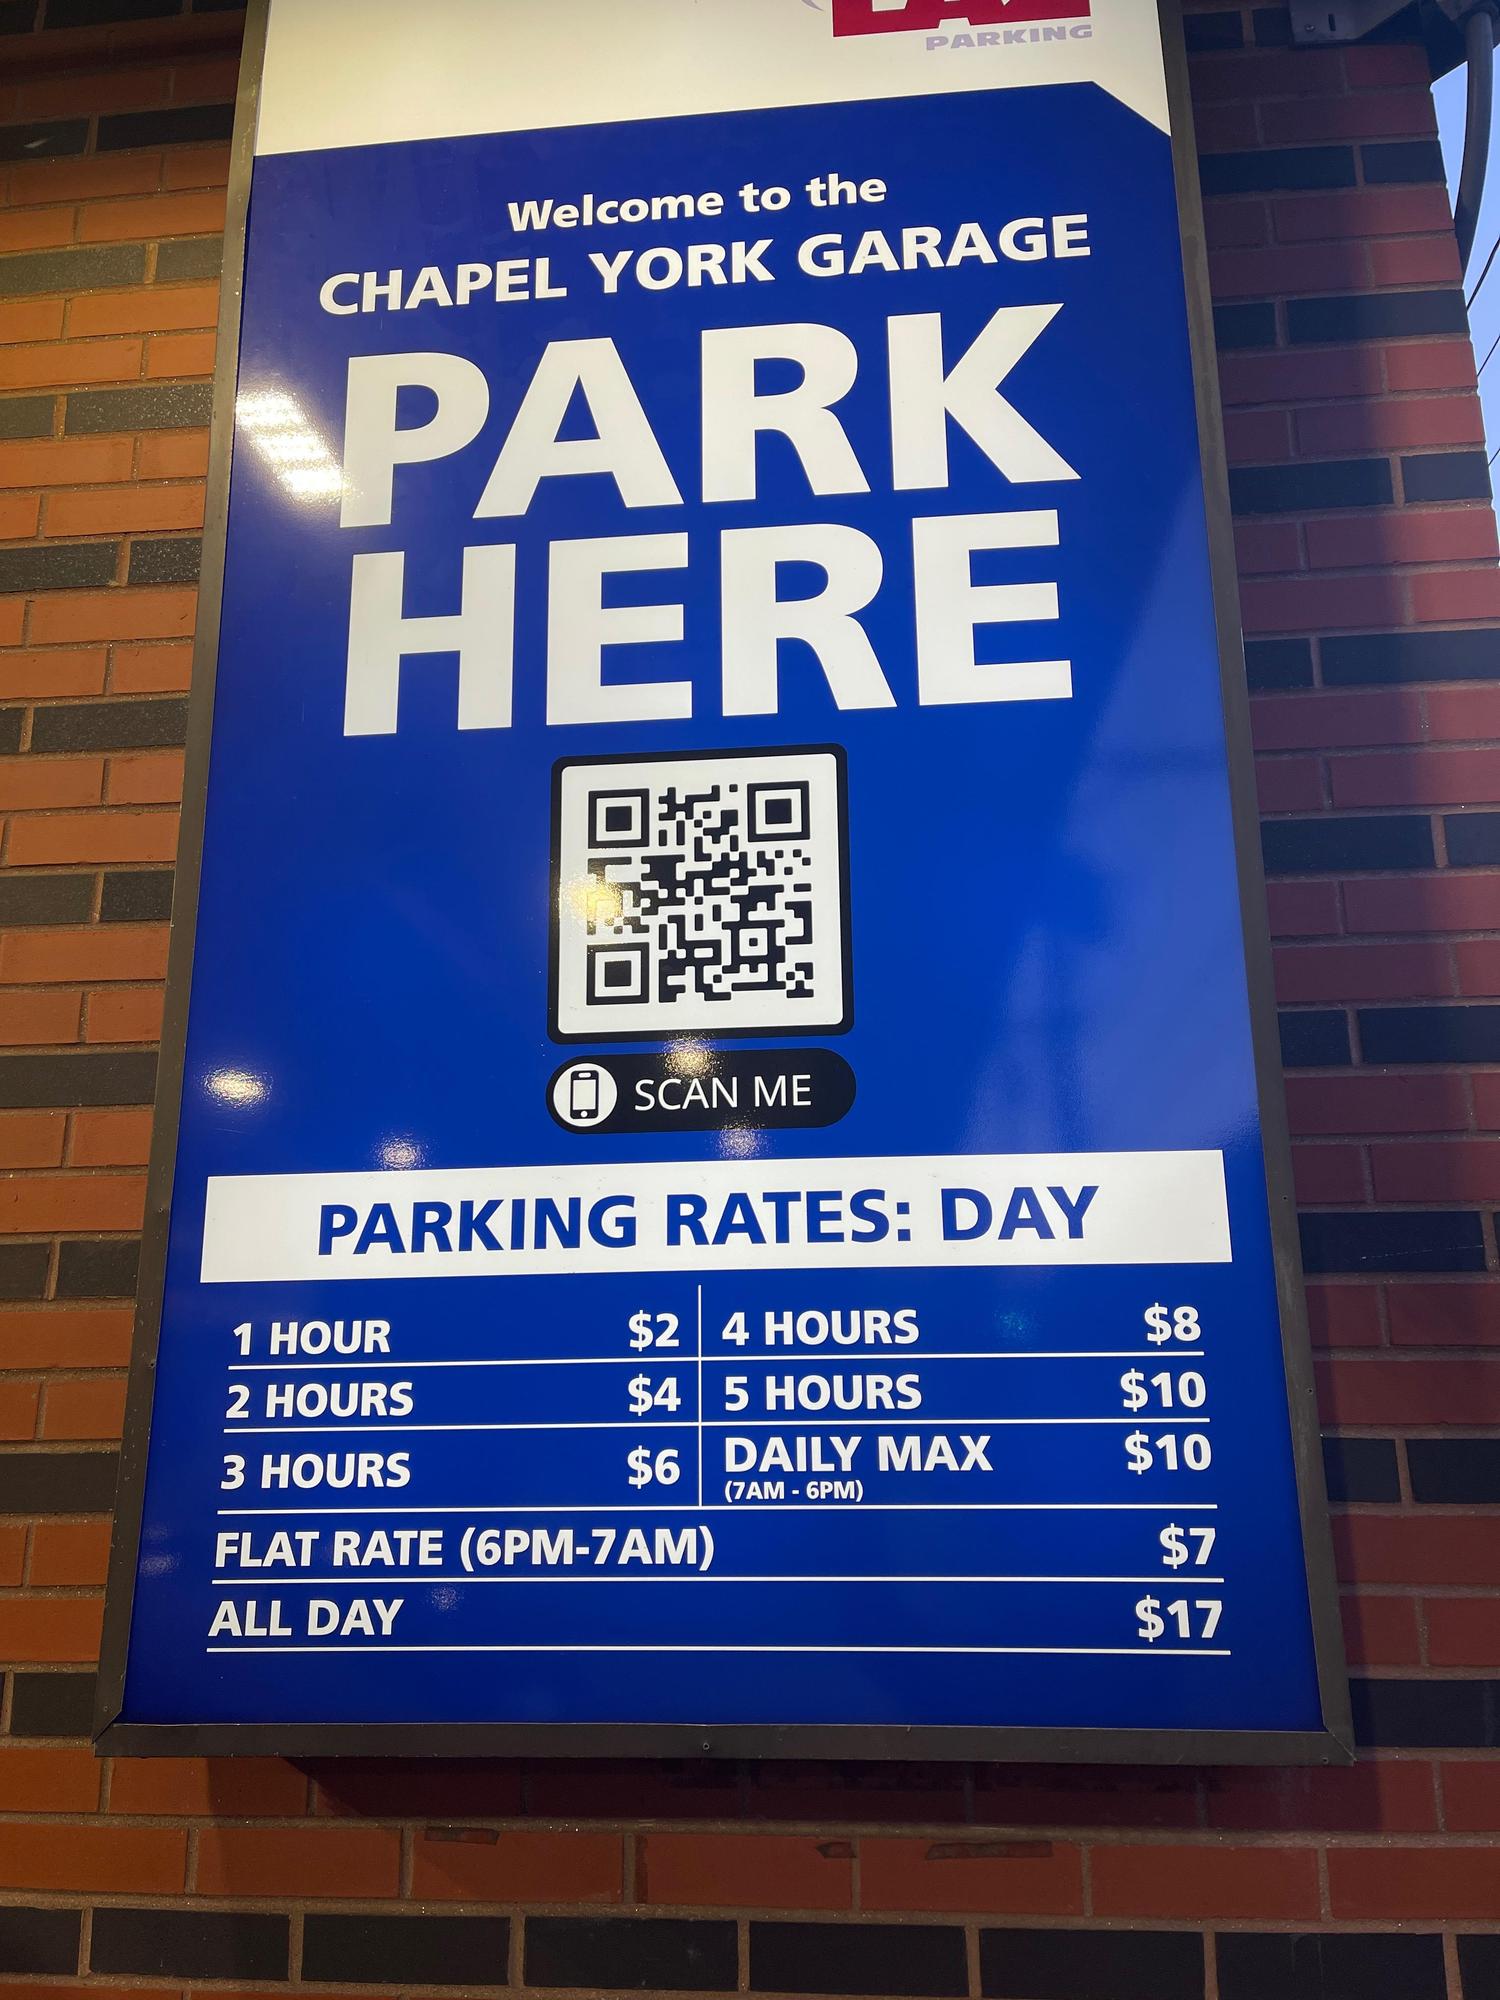 PARKING
Welcome to the
CHAPEL YORK GARAGE
PARK
HERE
SCAN ME
PARKING RATES: DAY
1 HOUR $2
4 HOURS $8
2 HOURS $4
5 HOURS $10
3 HOURS $6
DAILY MAX $10
(7AM - 6PM)
FLAT RATE (6PM-7AM) $7
ALL DAY $17